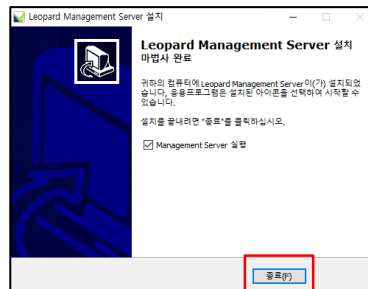 Leopard Management Server 설치
Leopard Management Server 설치
마법사 완료
귀하의 컴퓨터에 Leopard Management Server이(가) 설치되었
습니다. 응용프로그램은 설치된 아이콘을 선택하여 시작할 수
있습니다.
설치를 끝내려면 "종료"를 클릭하십시오.
Management Server 실행
종료(F)